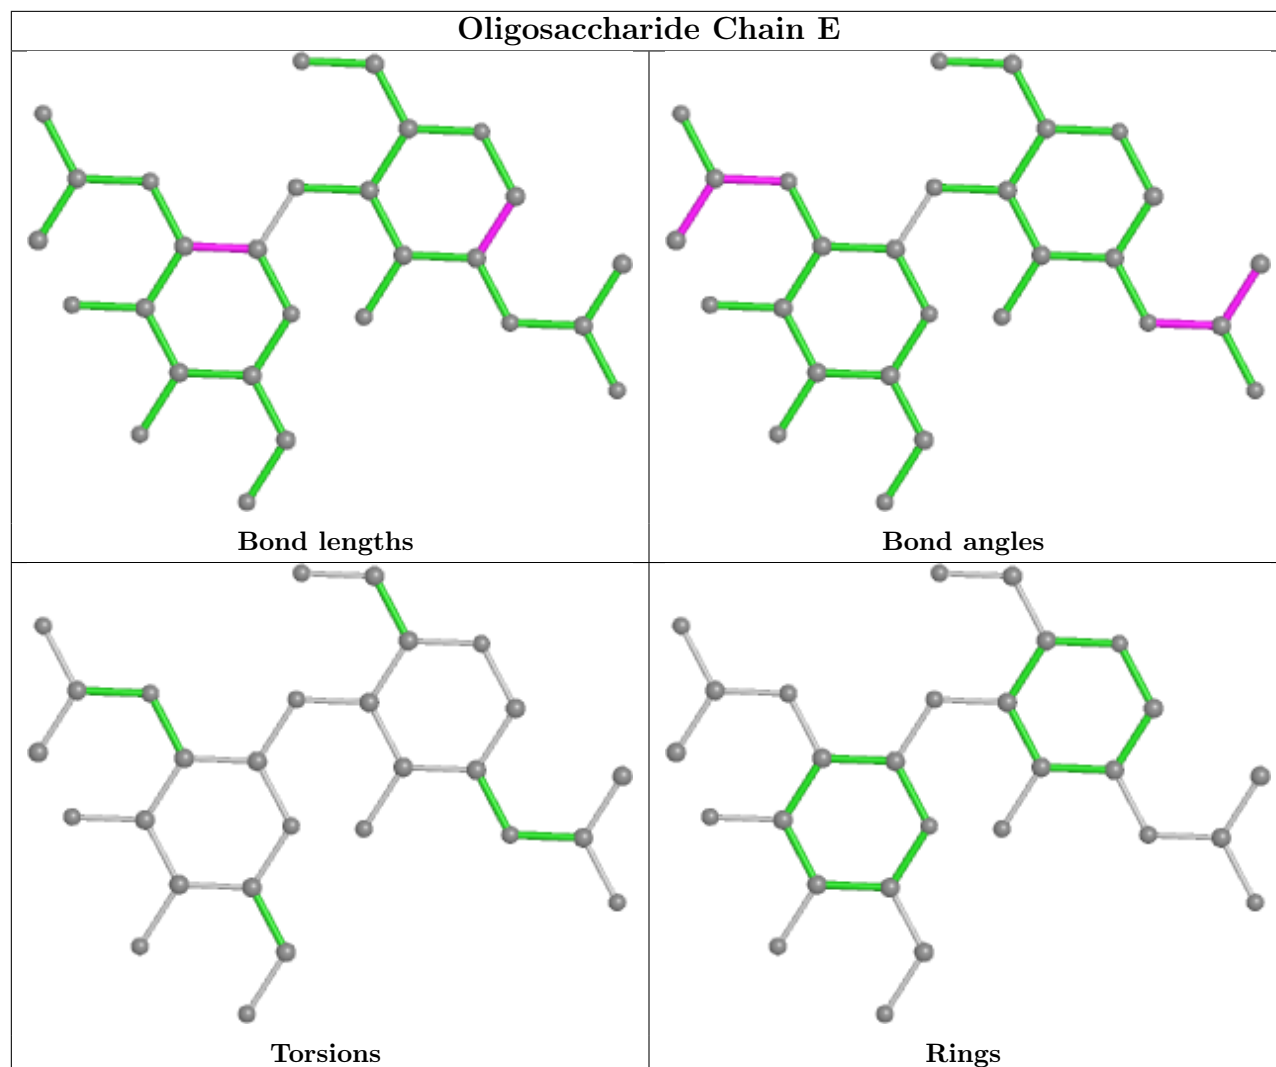 Oligosaccharide Chain E
Bond lengths
Bond angles
Torsions
Rings